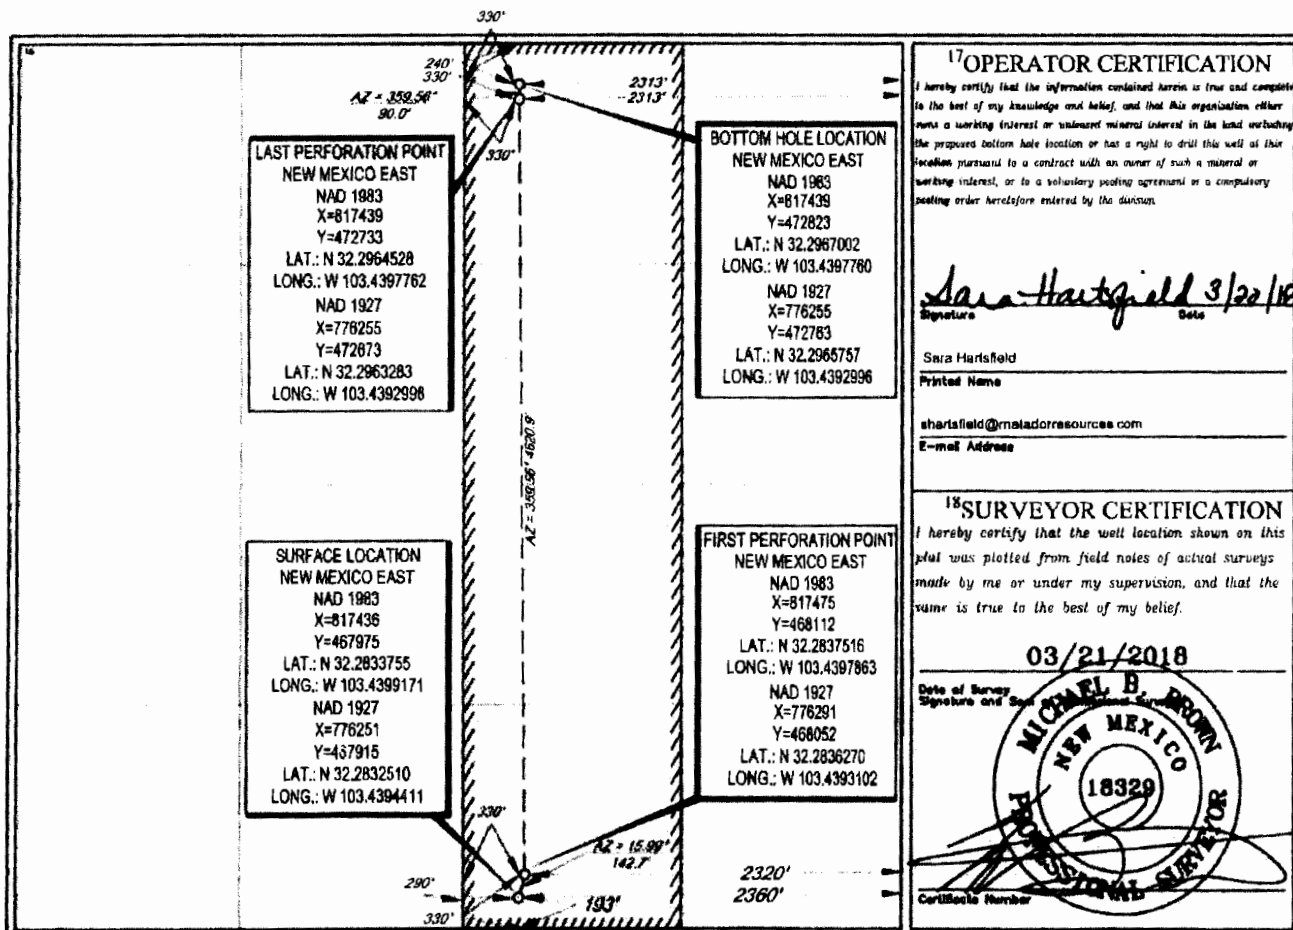 330'
16
240'
330'
AZ = 359.56°
90.0'
330'
2313'
2313'
LAST PERFORATION POINT
NEW MEXICO EAST
NAD 1983
X=817439
Y=472733
LAT.: N 32.2964528
LONG.: W 103.4397762
NAD 1927
X=776255
Y=472673
LAT.: N 32.2963283
LONG.: W 103.4392998
BOTTOM HOLE LOCATION
NEW MEXICO EAST
NAD 1983
X=817439
Y=472823
LAT.: N 32.2967002
LONG.: W 103.4397760
NAD 1927
X=776255
Y=472763
LAT.: N 32.2965757
LONG.: W 103.4392996
AZ = 359.56° 4620.9'
SURFACE LOCATION
NEW MEXICO EAST
NAD 1983
X=817436
Y=467975
LAT.: N 32.2833755
LONG.: W 103.4399171
NAD 1927
X=776251
Y=467915
LAT.: N 32.2832510
LONG.: W 103.4394411
FIRST PERFORATION POINT
NEW MEXICO EAST
NAD 1983
X=817475
Y=468112
LAT.: N 32.2837516
LONG.: W 103.4397863
NAD 1927
X=776291
Y=468052
LAT.: N 32.2836270
LONG.: W 103.4393102
330'
AZ = 15.99°
142.7'
290'
330'
193'
2320'
2360'
17OPERATOR CERTIFICATION
I hereby certify that the information contained herein is true and complete
to the best of my knowledge and belief, and that this organization either
owns a working interest or unleased mineral interest in the land including
the proposed bottom hole location or has a right to drill this well at this
location pursuant to a contract with an owner of such a mineral or
working interest, or to a voluntary pooling agreement or a compulsory
pooling order heretofore entered by the division.
Sara Hartsfield 3/22/18
Signature Date
Sara Hartsfield
Printed Name
shartsfield@matadorresources.com
E-mail Address
18SURVEYOR CERTIFICATION
I hereby certify that the well location shown on this
plat was plotted from field notes of actual surveys
made by me or under my supervision, and that the
same is true to the best of my belief.
03/21/2018
Date of Survey
Signature and Seal of Professional Surveyor
MICHAEL B. BROWN
NEW MEXICO
18329
PROFESSIONAL SURVEYOR
Certificate Number